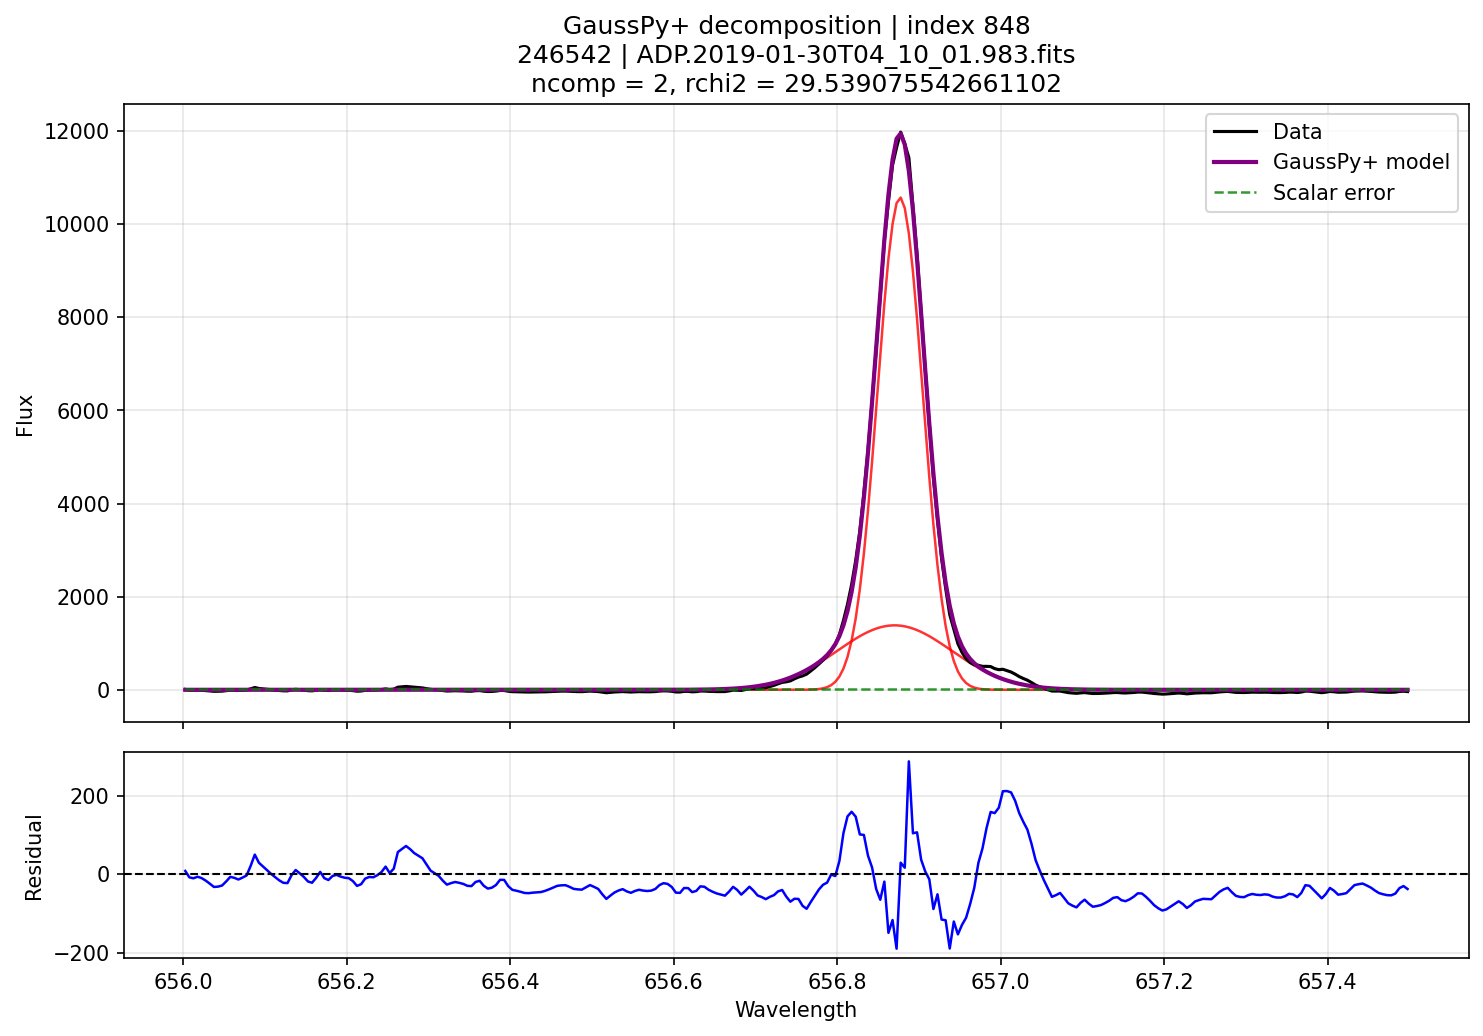 GaussPy+ decomposition | index 848
246542 | ADP.2019-01-30T04_10_01.983.fits
ncomp = 2, rchi2 = 29.539075542661102
Data
GaussPy+ model
Scalar error
Flux
12000
10000
8000
6000
4000
2000
0
Residual
200
0
−200
656.0 656.2 656.4 656.6 656.8 657.0 657.2 657.4
Wavelength